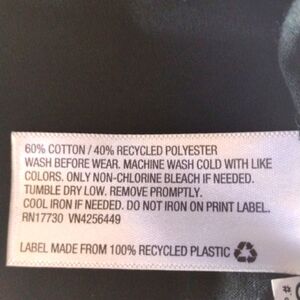 60% COTTON / 40% RECYCLED POLYESTER
WASH BEFORE WEAR. MACHINE WASH COLD WITH LIKE
COLORS. ONLY NON-CHLORINE BLEACH IF NEEDED.
TUMBLE DRY LOW. REMOVE PROMPTLY.
COOL IRON IF NEEDED. DO NOT IRON ON PRINT LABEL.
RN17730 VN4256449
LABEL MADE FROM 100% RECYCLED PLASTIC